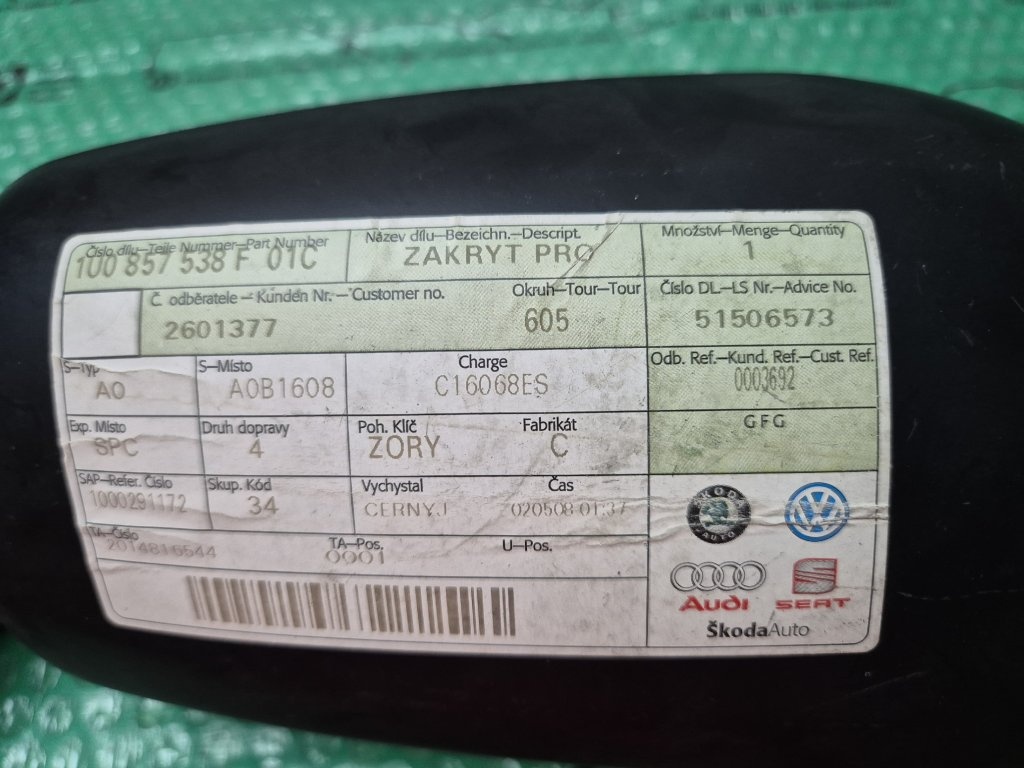 Číslo dílu–Teile Nummer–Part Number
1U0 857 538 F 01C
Název dílu–Bezeichn.–Descript.
ZAKRYT PRO
Množství–Menge–Quantity
1
Č. odběratele – Kunden Nr. – Customer no.
2601377
Okruh–Tour–Tour
605
Číslo DL–LS Nr.–Advice No.
51506573
S–Typ
AO
S–Místo
A0B1608
Charge
C16068ES
Odb. Ref.–Kund. Ref.–Cust. Ref.
0003692
Exp. Místo
SPC
Druh dopravy
4
Poh. Klíč
ZORY
Fabrikát
C
GFG
SAP–Refer. Číslo
1000291172
Skup. Kód
34
Vychystal
CERNYJ
Čas
020508 01:37
TA–Číslo
2014816544
TA–Pos.
0001
U–Pos.
ŠKODA
AUTO
Audi
SEAT
ŠkodaAuto